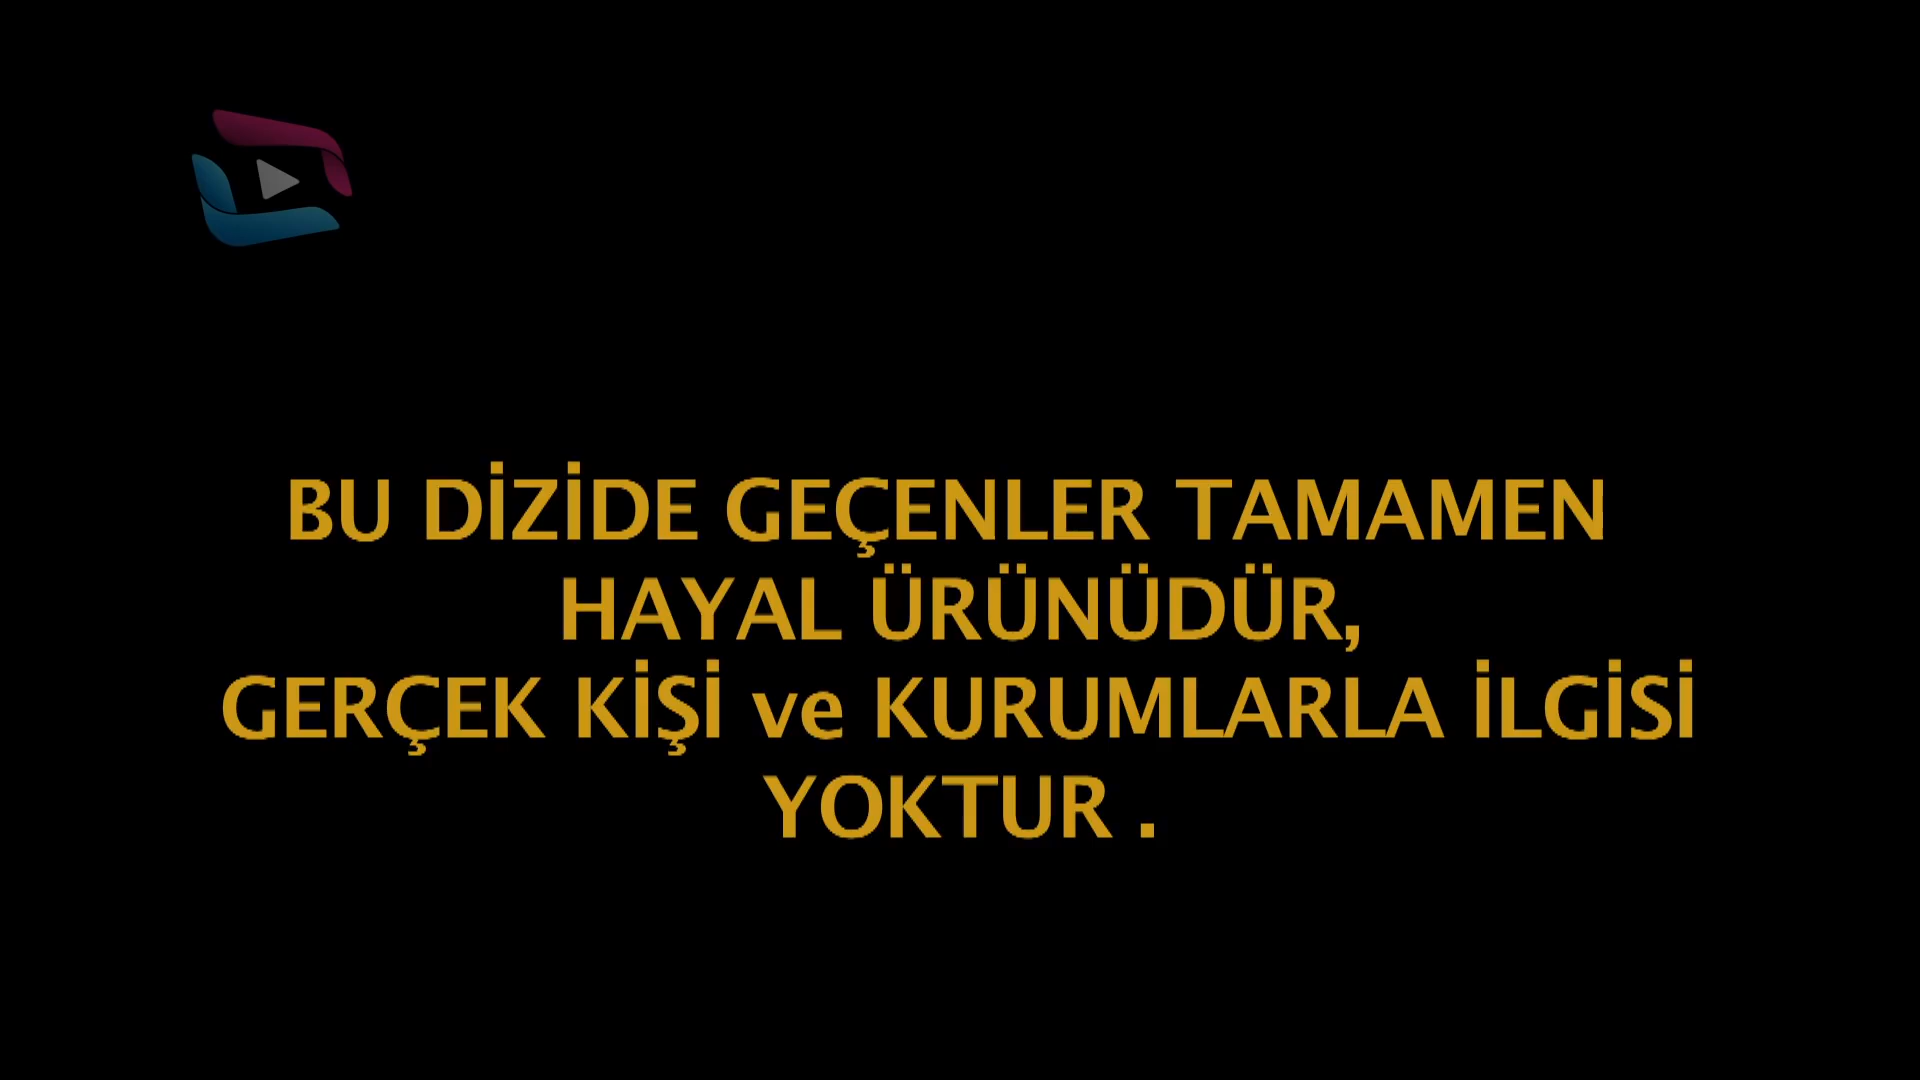 BU DİZİDE GEÇENLER TAMAMEN
HAYAL ÜRÜNÜDÜR,
GERÇEK KİŞİ ve KURUMLARLA İLGİSİ
YOKTUR .